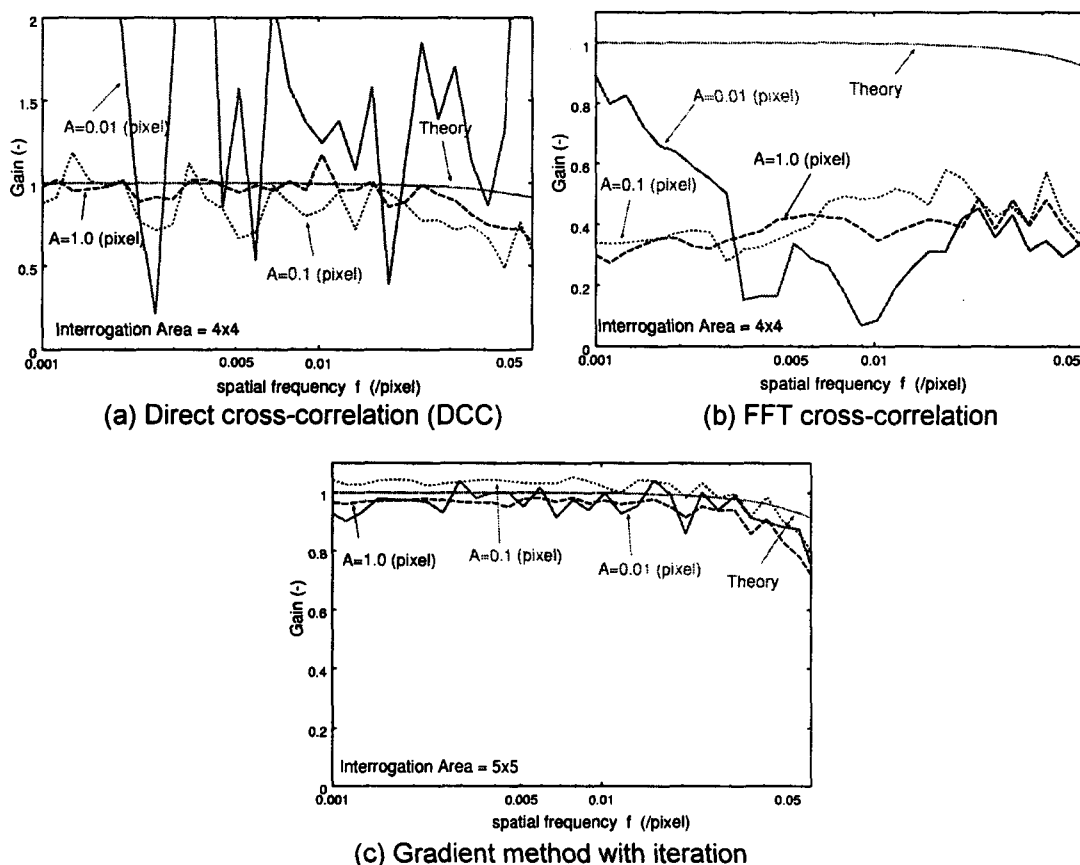 2
1.5
1
0.5
0
Gain (-)
A=0.01 (pixel)
Theory
A=1.0 (pixel)
A=0.1 (pixel)
Interrogation Area = 4x4
0.001
0.005
0.01
0.05
spatial frequency f (/pixel)
(a) Direct cross-correlation (DCC)
1
0.8
0.6
0.4
0.2
0
Gain (-)
Theory
A=0.01 (pixel)
A=1.0 (pixel)
A=0.1 (pixel)
Interrogation Area = 4x4
0.001
0.005
0.01
0.05
spatial frequency f (/pixel)
(b) FFT cross-correlation
1
0.8
0.6
0.4
0.2
0
Gain (-)
A=1.0 (pixel)
A=0.1 (pixel)
A=0.01 (pixel)
Theory
Interrogation Area = 5x5
0.001
0.005
0.01
0.05
spatial frequency f (/pixel)
(c) Gradient method with iteration